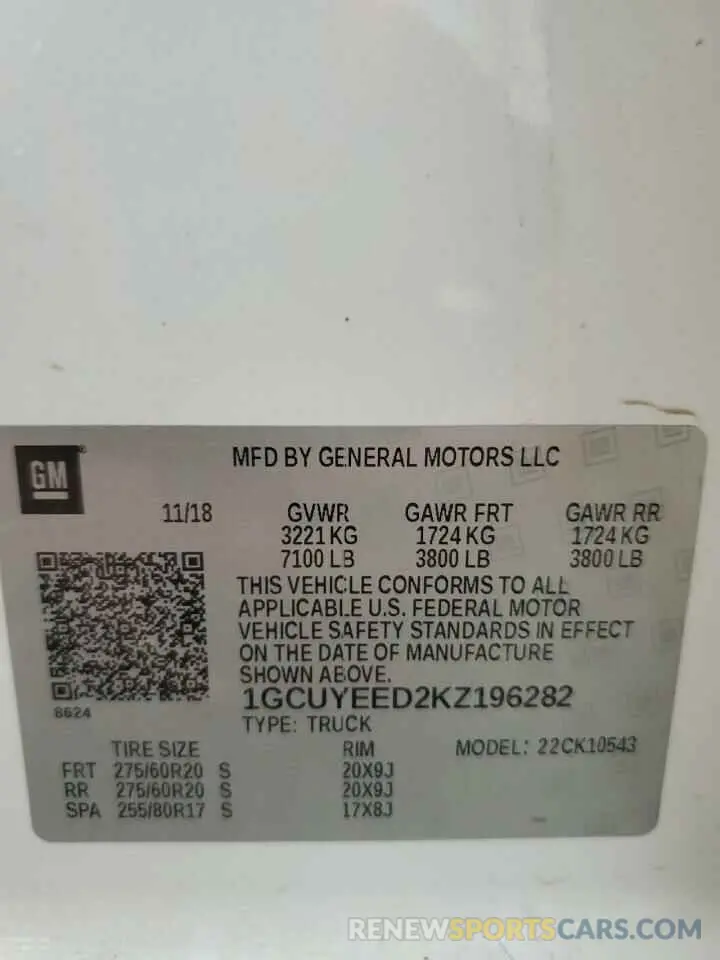 GM
MFD BY GENERAL MOTORS LLC
11/18 GVWR GAWR FRT GAWR RR
3221 KG 1724 KG 1724 KG
7100 LB 3800 LB 3800 LB
THIS VEHICLE CONFORMS TO ALL
APPLICABLE U.S. FEDERAL MOTOR
VEHICLE SAFETY STANDARDS IN EFFECT
ON THE DATE OF MANUFACTURE
SHOWN ABOVE.
8624
1GCUYEED2KZ196282
TYPE: TRUCK
TIRE SIZE RIM MODEL: 22CK10543
FRT 275/60R20 S 20X9J
RR 275/60R20 S 20X9J
SPA 255/80R17 S 17X8J
RENEWSPORTSCARS.COM